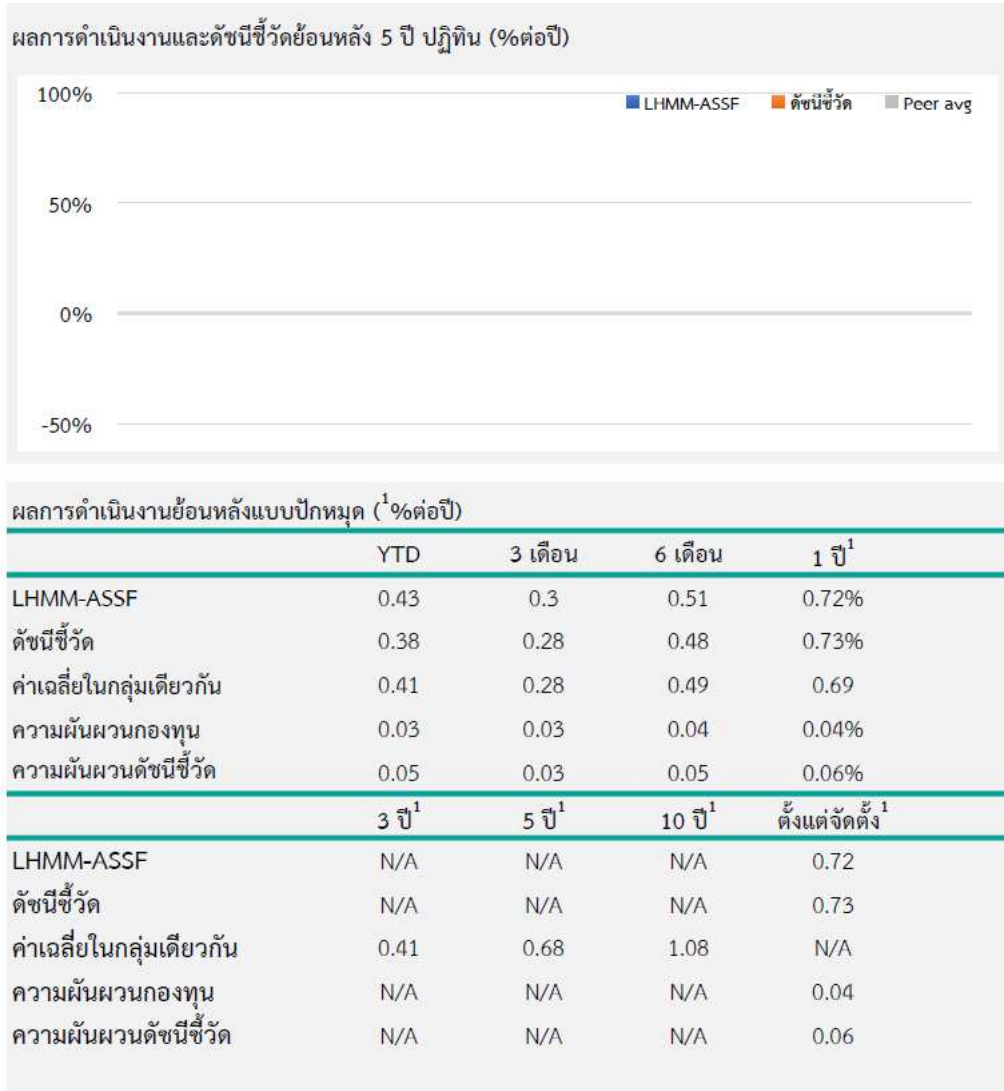 ผลการดำเนินงานและดัชนีชี้วัดย้อนหลัง 5 ปี ปฏิทิน (%ต่อปี)
LHMM-ASSF ดัชนีชี้วัด Peer avg
100%
50%
0%
-50%
ผลการดำเนินงานย้อนหลังแบบปักหมุด (¹%ต่อปี)
YTD 3 เดือน 6 เดือน 1 ปี¹
LHMM-ASSF 0.43 0.3 0.51 0.72%
ดัชนีชี้วัด 0.38 0.28 0.48 0.73%
ค่าเฉลี่ยในกลุ่มเดียวกัน 0.41 0.28 0.49 0.69
ความผันผวนกองทุน 0.03 0.03 0.04 0.04%
ความผันผวนดัชนีชี้วัด 0.05 0.03 0.05 0.06%
3 ปี¹ 5 ปี¹ 10 ปี¹ ตั้งแต่จัดตั้ง¹
LHMM-ASSF N/A N/A N/A 0.72
ดัชนีชี้วัด N/A N/A N/A 0.73
ค่าเฉลี่ยในกลุ่มเดียวกัน 0.41 0.68 1.08 N/A
ความผันผวนกองทุน N/A N/A N/A 0.04
ความผันผวนดัชนีชี้วัด N/A N/A N/A 0.06